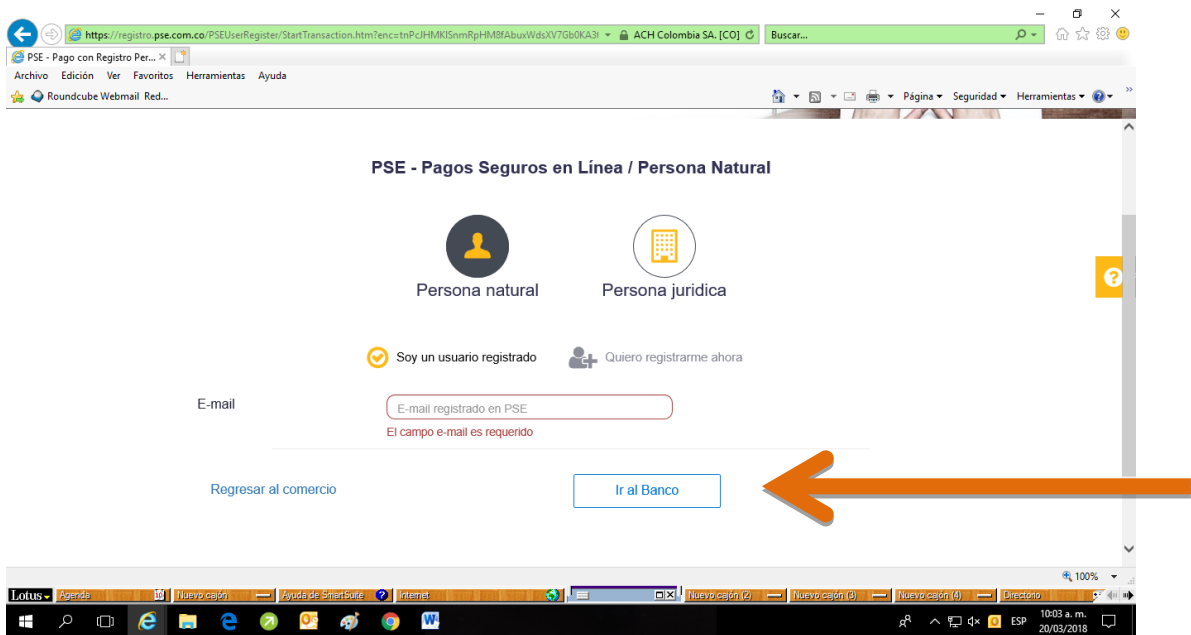 https://registro.pse.com.co/PSEUserRegister/StartTransaction.htm?enc=tnPcJHMKISnmRpHM8fAbuxWdsXV7Gb0KA3 ACH Colombia SA. [CO] Buscar...
PSE - Pago con Registro Per...
Archivo Edición Ver Favoritos Herramientas Ayuda
Roundcube Webmail Red... Página Seguridad Herramientas
PSE - Pagos Seguros en Línea / Persona Natural
Persona natural Persona juridica
Soy un usuario registrado Quiero registrarme ahora
E-mail E-mail registrado en PSE
El campo e-mail es requerido
Regresar al comercio Ir al Banco
100%
Lotus Agenda Nuevo cajón Ayuda de SmartSuite Internet Nuevo cajón (2) Nuevo cajón (3) Nuevo cajón (4) Directorio
ESP 10:03 a. m.
20/03/2018